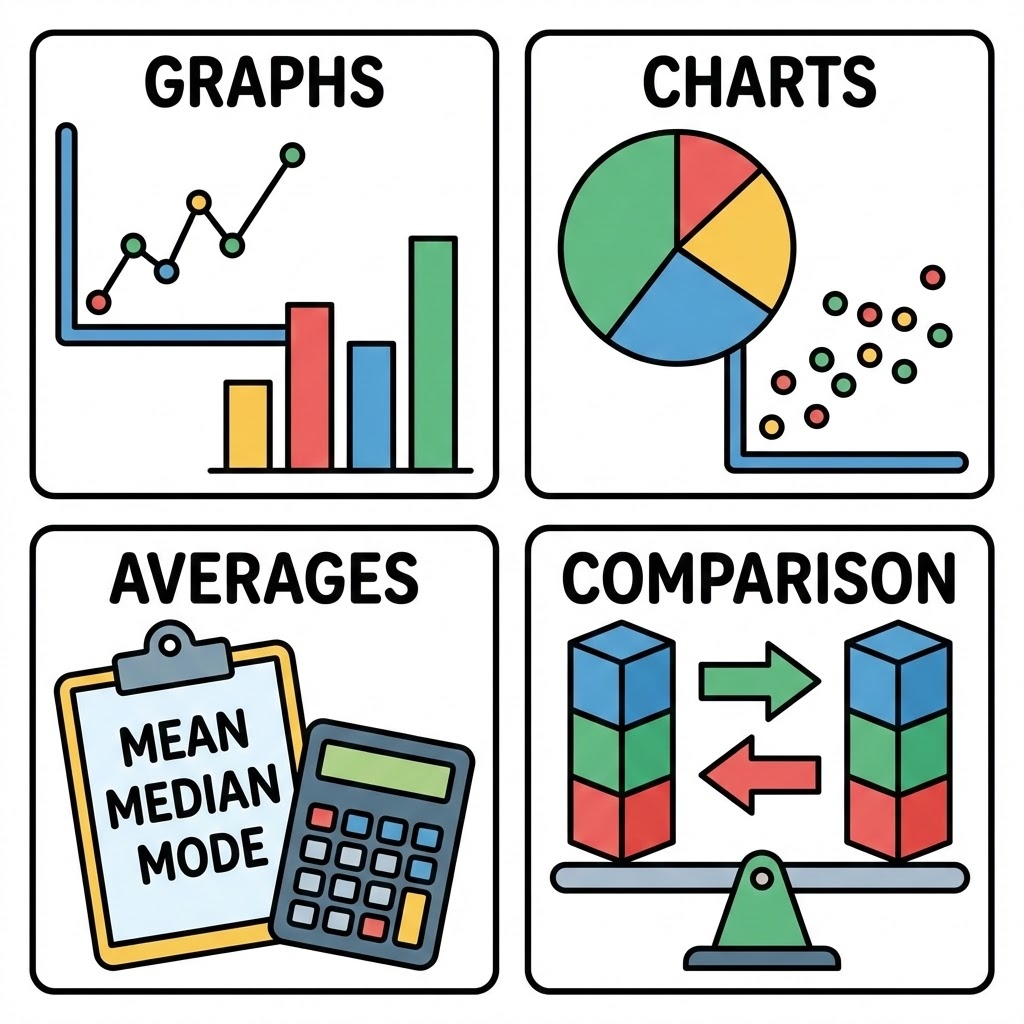 GRAPHS
CHARTS
AVERAGES
MEAN
MEDIAN
MODE
COMPARISON